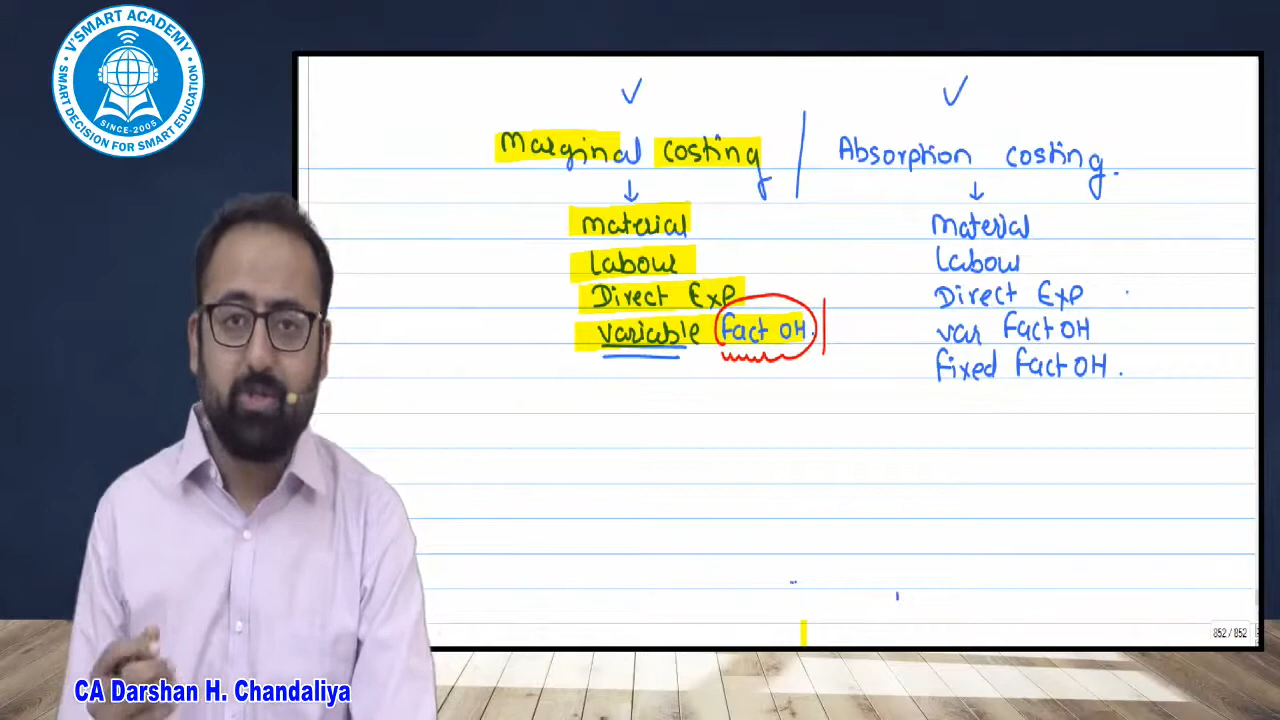 V'SMART ACADEMY
SINCE-2005
SMART DECISION FOR SMART EDUCATION
Marginal costing
Material
Labour
Direct Exp
Variable Fact OH.
Absorption costing.
Material
Labour
Direct Exp
var Fact OH
Fixed Fact OH.
852 / 852
CA Darshan H. Chandaliya